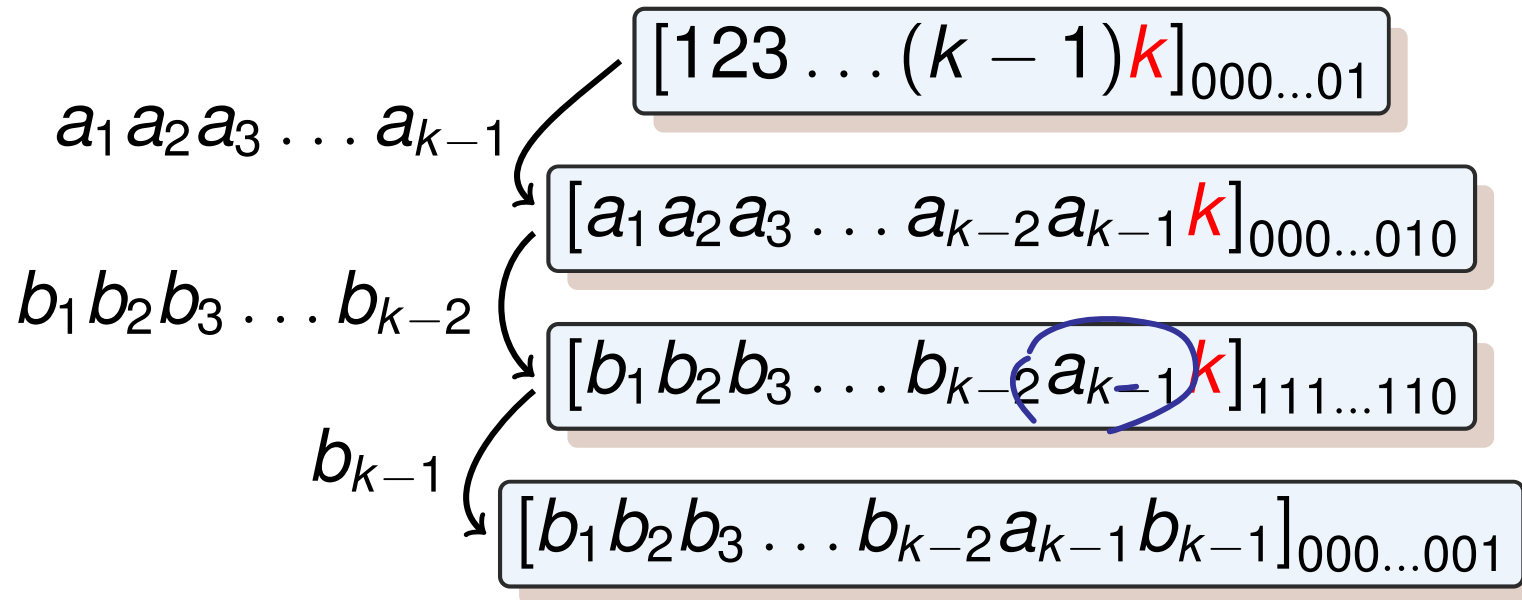 [123 . . . (k − 1)k]₀₀₀...₀₁
a₁a₂a₃ . . . aₖ₋₁
[a₁a₂a₃ . . . aₖ₋₂aₖ₋₁k]₀₀₀...₀₁₀
b₁b₂b₃ . . . bₖ₋₂
[b₁b₂b₃ . . . bₖ₋₂aₖ₋₁k]₁₁₁...₁₁₀
bₖ₋₁
[b₁b₂b₃ . . . bₖ₋₂aₖ₋₁bₖ₋₁]₀₀₀...₀₀₁